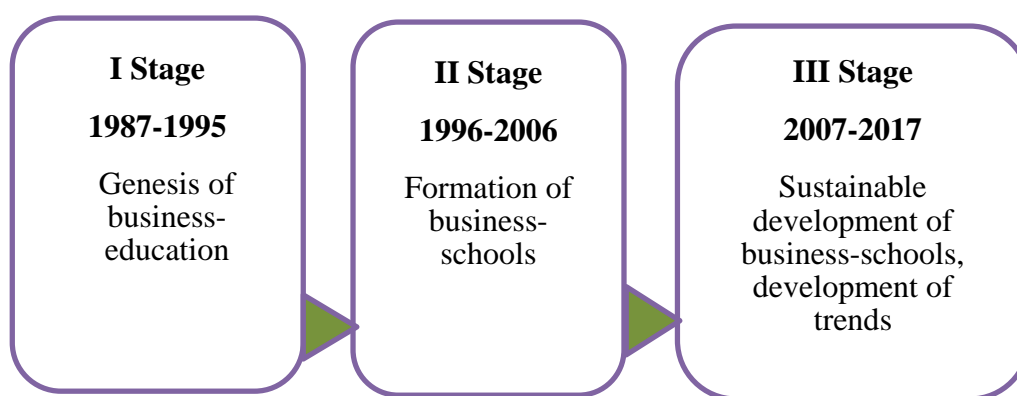 I Stage
1987-1995
Genesis of
business-
education
II Stage
1996-2006
Formation of
business-
schools
III Stage
2007-2017
Sustainable
development of
business-schools,
development of
trends